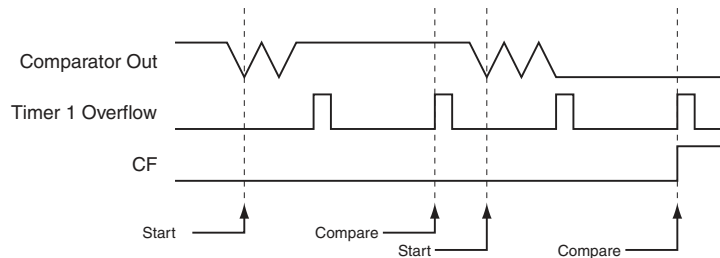 Comparator Out
Timer 1 Overflow
CF
Start
Compare
Start
Compare